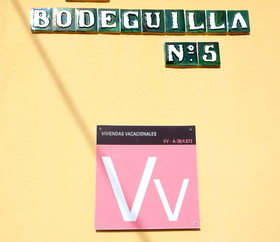 BODEGUILLA
Nº5
VIVIENDAS VACACIONALES
VV